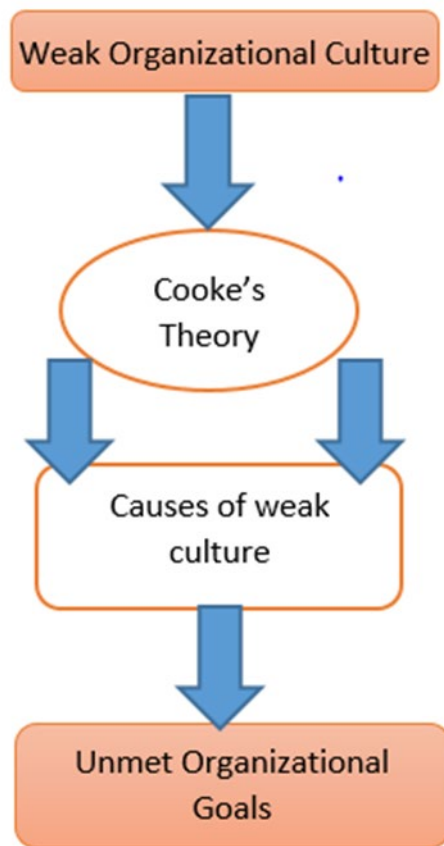 Weak Organizational Culture
Cooke's
Theory
Causes of weak
culture
Unmet Organizational
Goals